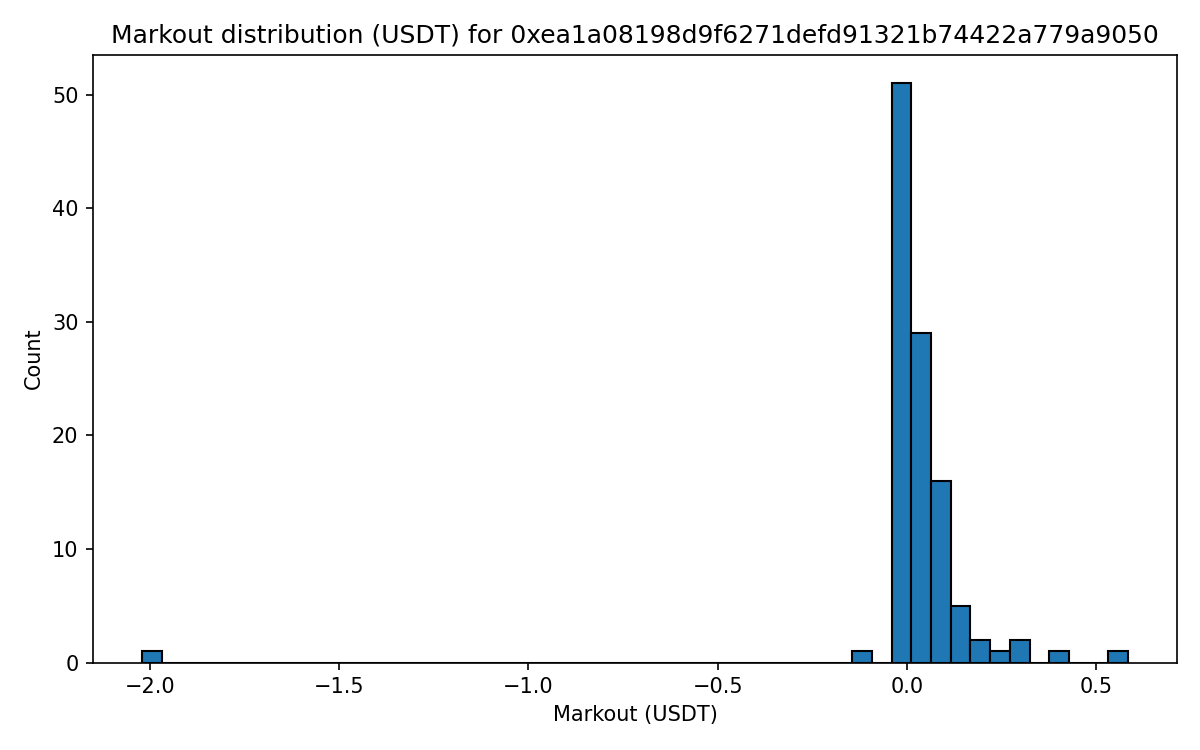 Markout distribution (USDT) for 0xea1a08198d9f6271defd91321b74422a779a9050
Count
50
40
30
20
10
0
−2.0 −1.5 −1.0 −0.5 0.0 0.5
Markout (USDT)